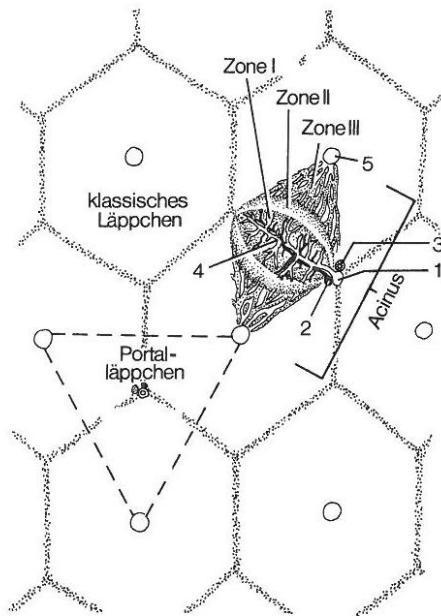 Zone I
Zone II
Zone III
5
klassisches
Läppchen
3
4
1
2
Acinus
Portal-
läppchen